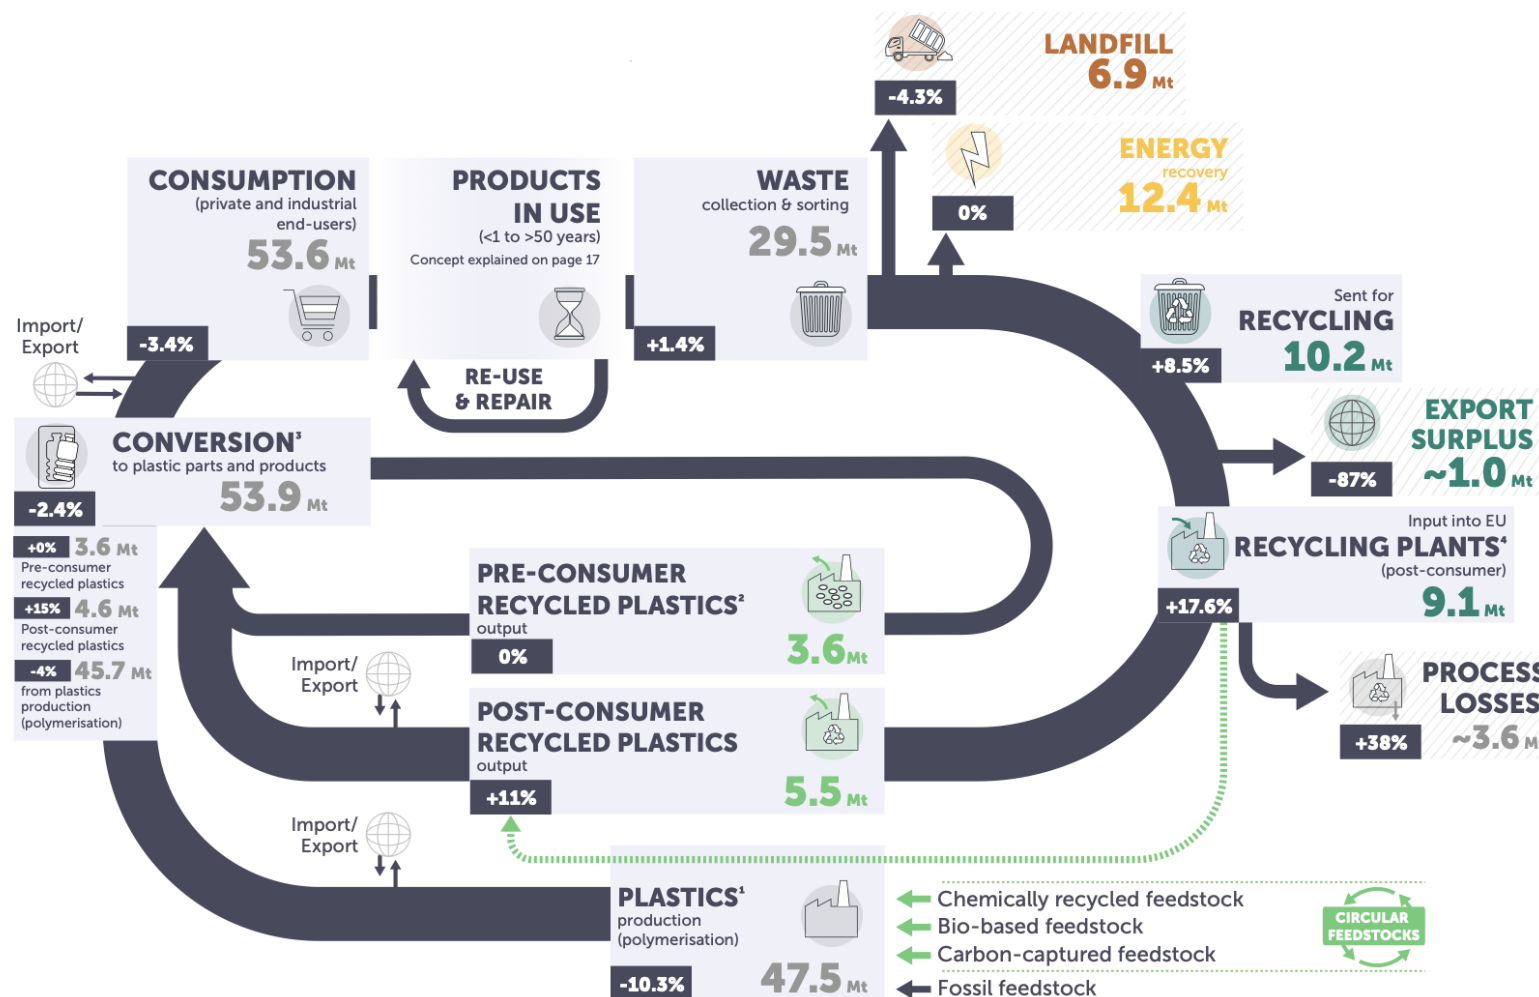 LANDFILL
6.9 Mt
-4.3%
ENERGY
recovery
12.4 Mt
0%
CONSUMPTION
(private and industrial
end-users)
53.6 Mt
-3.4%
PRODUCTS
IN USE
(<1 to >50 years)
Concept explained on page 17
RE-USE
& REPAIR
WASTE
collection & sorting
29.5 Mt
+1.4%
Sent for
RECYCLING
10.2 Mt
+8.5%
Import/
Export
EXPORT
SURPLUS
~1.0 Mt
-87%
CONVERSION³
to plastic parts and products
53.9 Mt
-2.4%
+0% 3.6 Mt
Pre-consumer
recycled plastics
+15% 4.6 Mt
Post-consumer
recycled plastics
-4% 45.7 Mt
from plastics
production
(polymerisation)
Input into EU
RECYCLING PLANTS⁴
(post-consumer)
9.1 Mt
+17.6%
PRE-CONSUMER
RECYCLED PLASTICS²
output
0%
3.6 Mt
Import/
Export
POST-CONSUMER
RECYCLED PLASTICS
output
+11%
5.5 Mt
PROCESS
LOSSES
~3.6 M
+38%
Import/
Export
PLASTICS¹
production
(polymerisation)
-10.3%
47.5 Mt
Chemically recycled feedstock
Bio-based feedstock
Carbon-captured feedstock
Fossil feedstock
CIRCULAR
FEEDSTOCKS